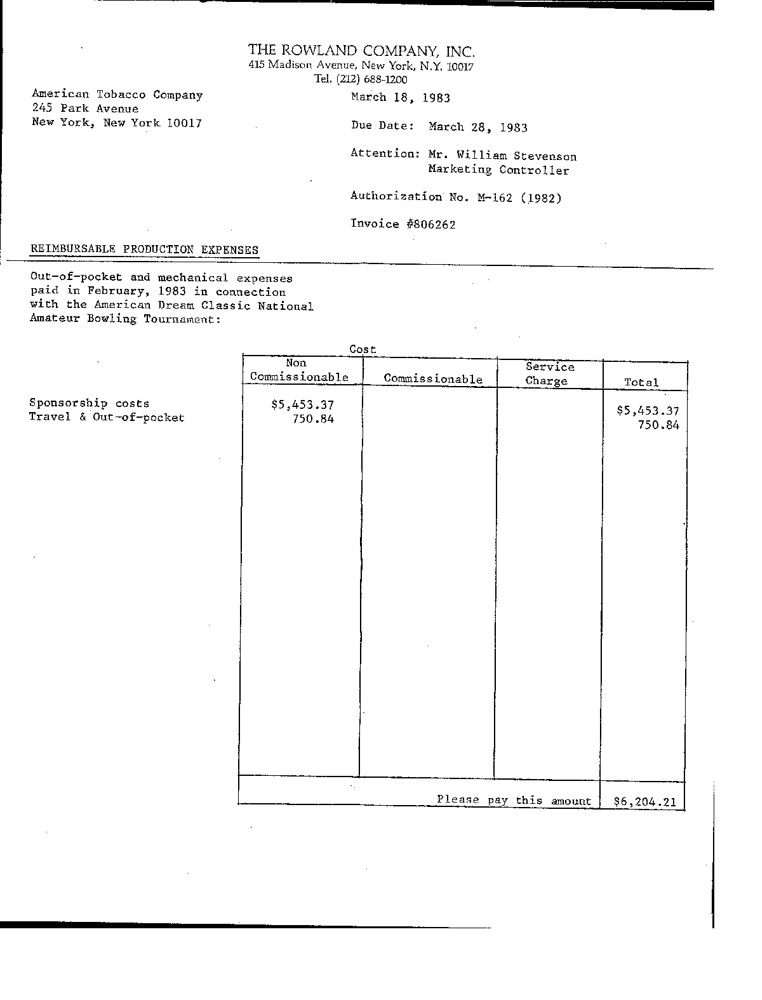 THE ROWLAND COMPANY, INC.
415 Madison Avenue, New York, N.Y. 10017
Tel. (212) 688-1200
American Tobacco Company
245 Park Avenue
New York, New York 10017
March 18, 1983
Due Date: March 28, 1983
Attention: Mr. William Stevenson
Marketing Controller
Authorization No. M-162 (1982)
Invoice #806262
REIMBURSABLE PRODUCTION EXPENSES
Out-of-pocket and mechanical expenses
paid in February, 1983 in connection
with the American Dream Classic National
Amateur Bowling Tournament:
Cost
Non Commissionable Commissionable Service Charge Total
Sponsorship costs $5,453.37 $5,453.37
Travel & Out-of-pocket 750.84 750.84
Please pay this amount $6,204.21